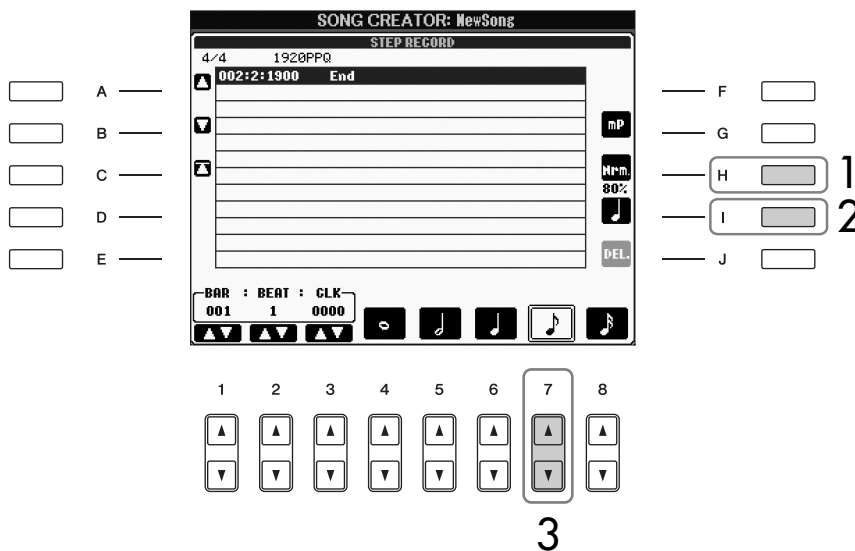 SONG CREATOR: NewSong
STEP RECORD
4/4 1920PPQ
002:2:1900 End
A
F
B
mP
G
C
Nrm.
H
1
80%
D
I
2
E
DEL.
J
BAR : BEAT : CLK
001 1 0000
1 2 3 4 5 6 7 8
3